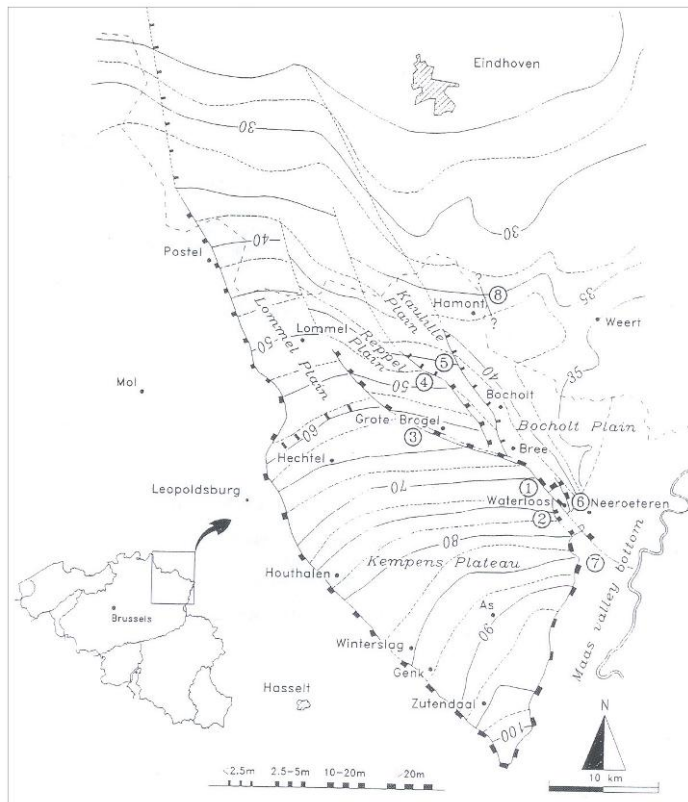 Eindhoven
30
30
40
Postel
8
Hamont
35
Weert
Kaulille Plain
Lommel
Lommel Plain
Reppel Plain
50
5
4
50
40
35
Mol
Bocholt
Bocholt Plain
60
Grote Brogel
3
Bree
Hechtel
1
70
Leopoldsburg
Waterloos
6
Neeroeteren
2
80
7
Houthalen
Kempens Plateau
Maas valley bottom
As
90
Brussels
Winterslag
Genk
Hasselt
Zutendaal
100
N
<2.5m 2.5-5m 10-20m >20m
10 km